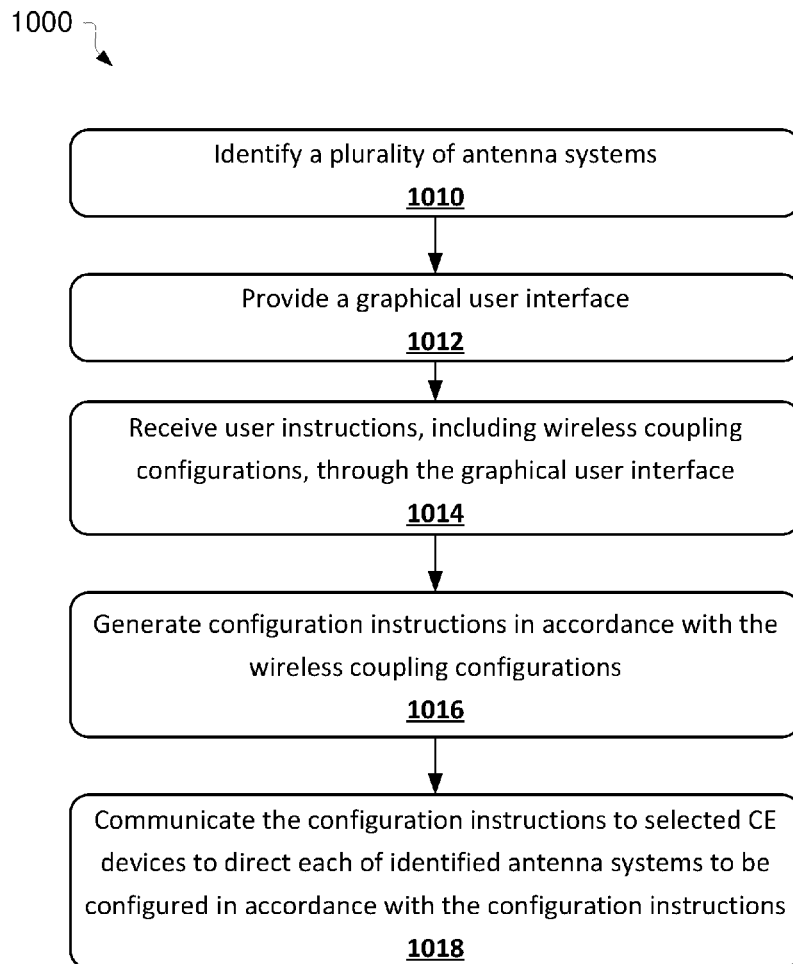 1000
Identify a plurality of antenna systems
1010
Provide a graphical user interface
1012
Receive user instructions, including wireless coupling
configurations, through the graphical user interface
1014
Generate configuration instructions in accordance with the
wireless coupling configurations
1016
Communicate the configuration instructions to selected CE
devices to direct each of identified antenna systems to be
configured in accordance with the configuration instructions
1018